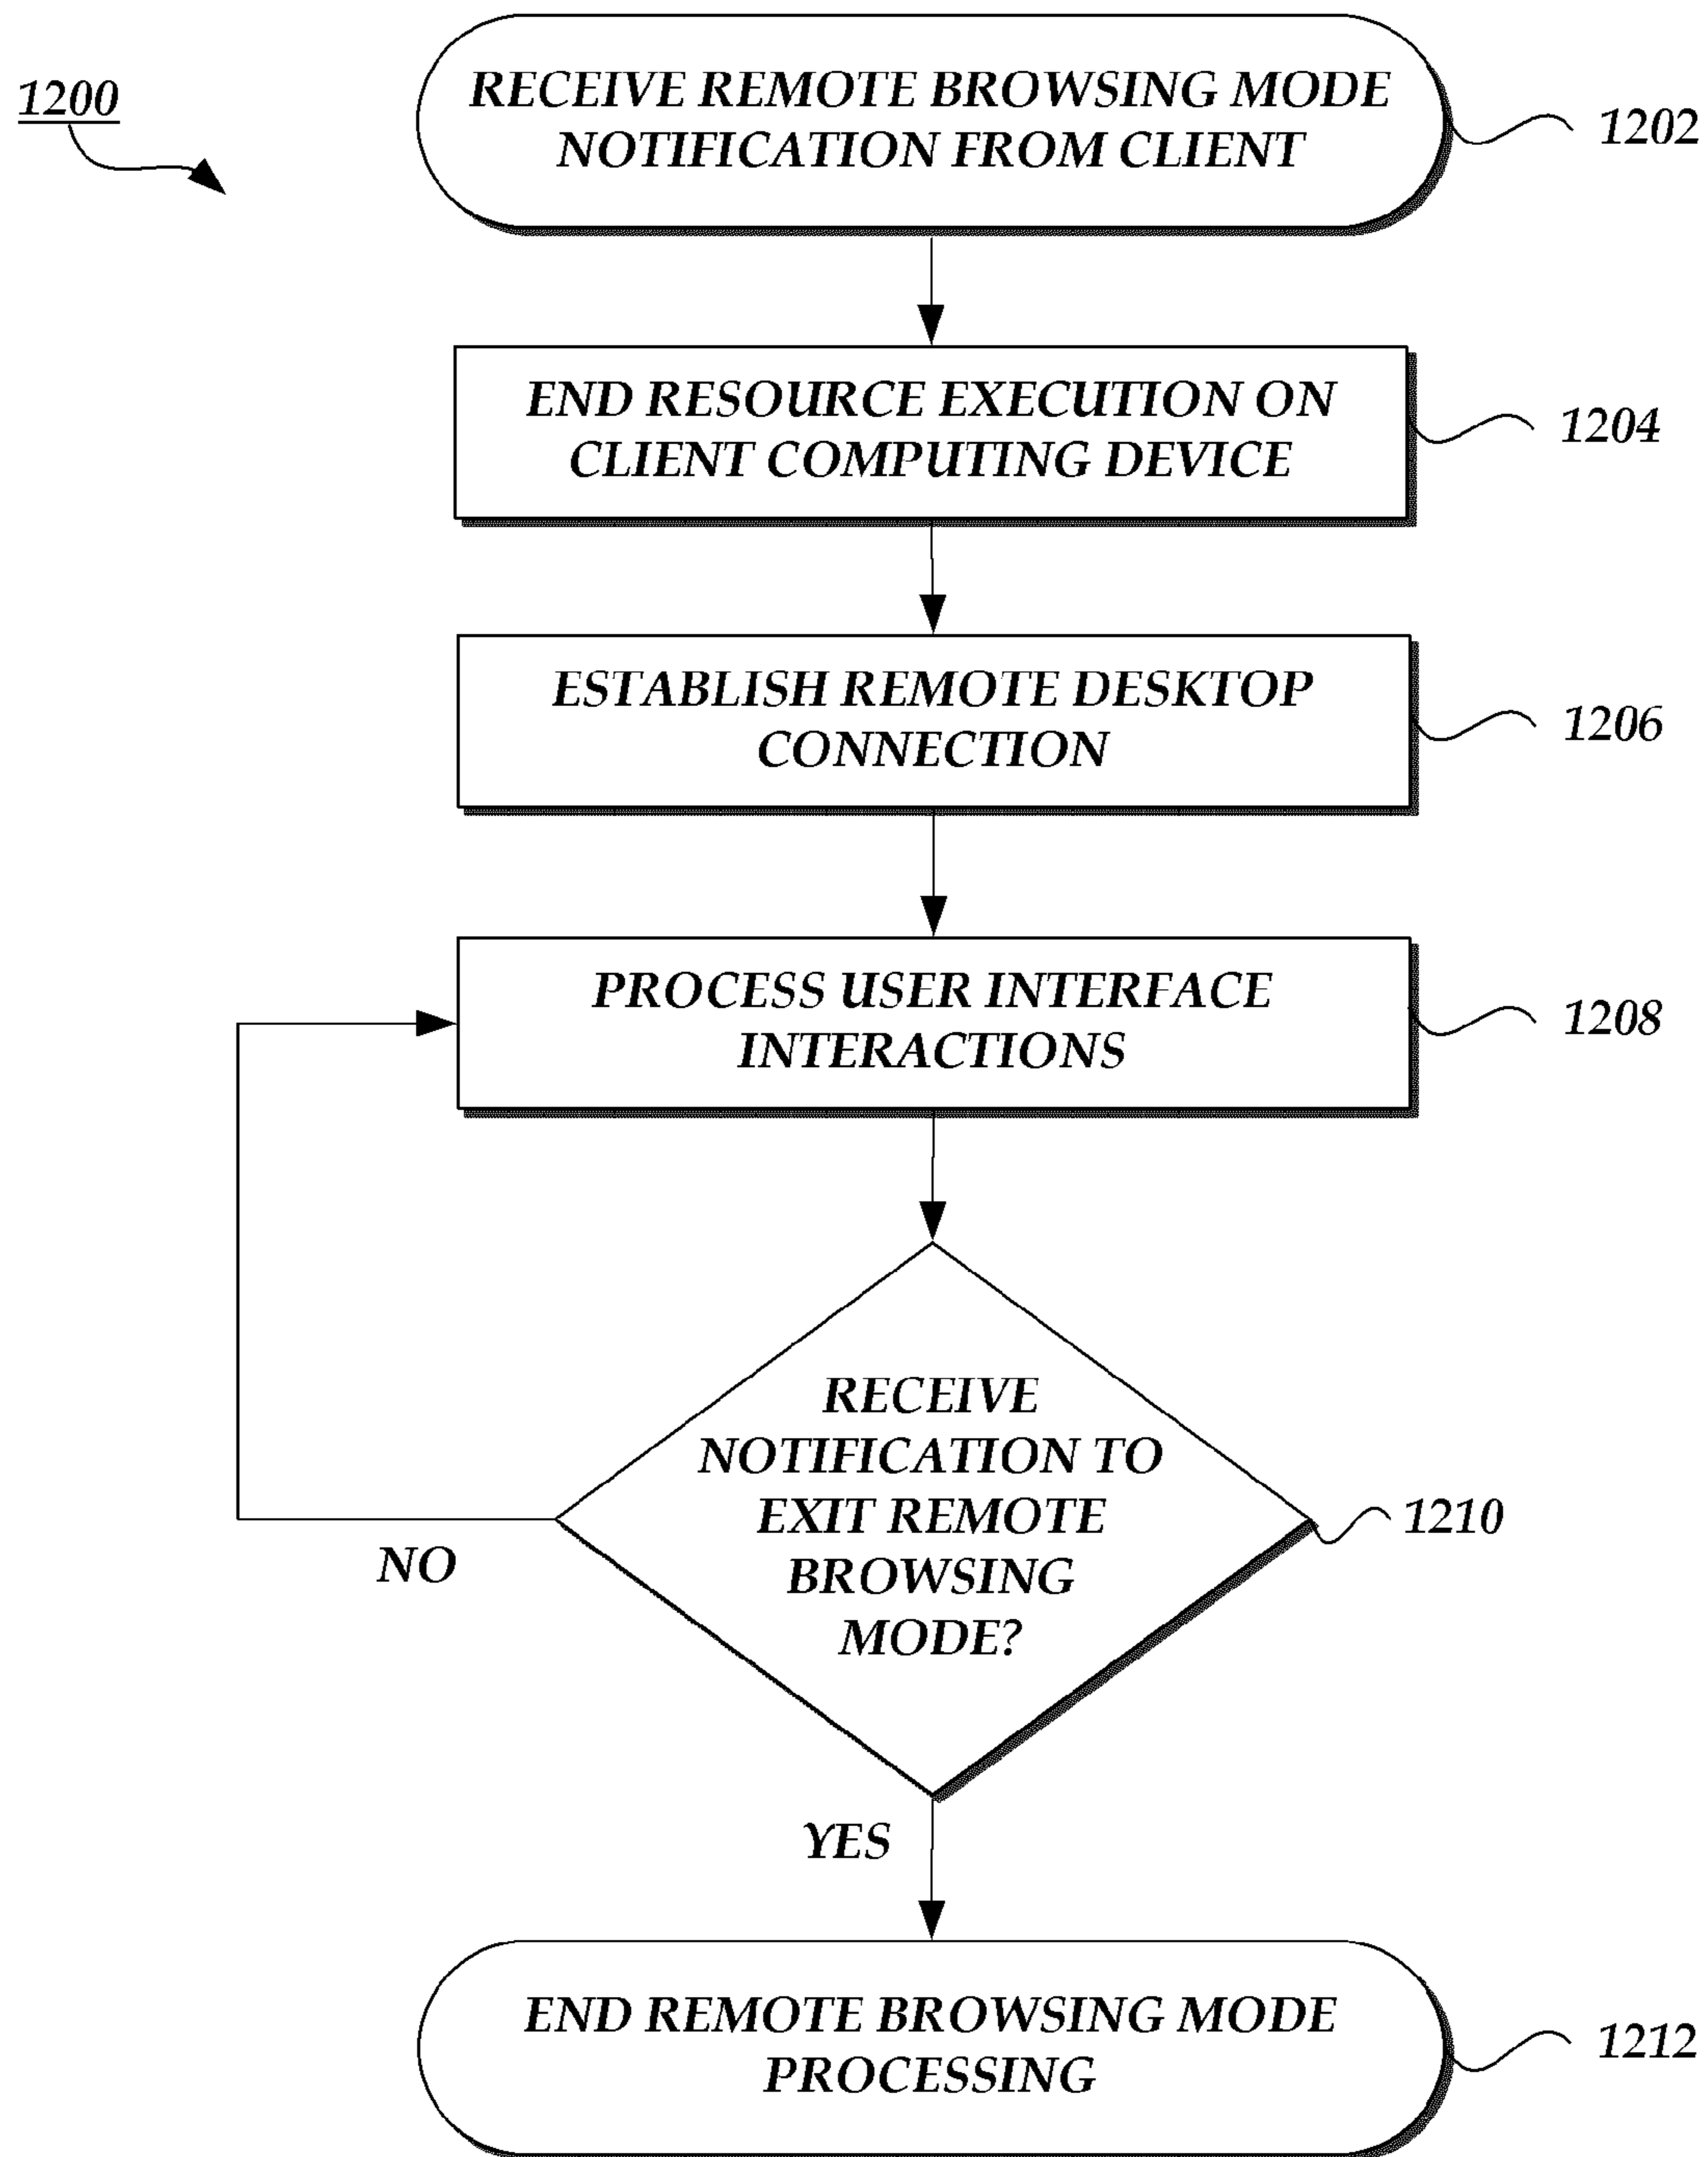 1200
RECEIVE REMOTE BROWSING MODE
NOTIFICATION FROM CLIENT
1202
END RESOURCE EXECUTION ON
CLIENT COMPUTING DEVICE
1204
ESTABLISH REMOTE DESKTOP
CONNECTION
1206
PROCESS USER INTERFACE
INTERACTIONS
1208
RECEIVE
NOTIFICATION TO
EXIT REMOTE
BROWSING
MODE?
1210
NO
YES
END REMOTE BROWSING MODE
PROCESSING
1212